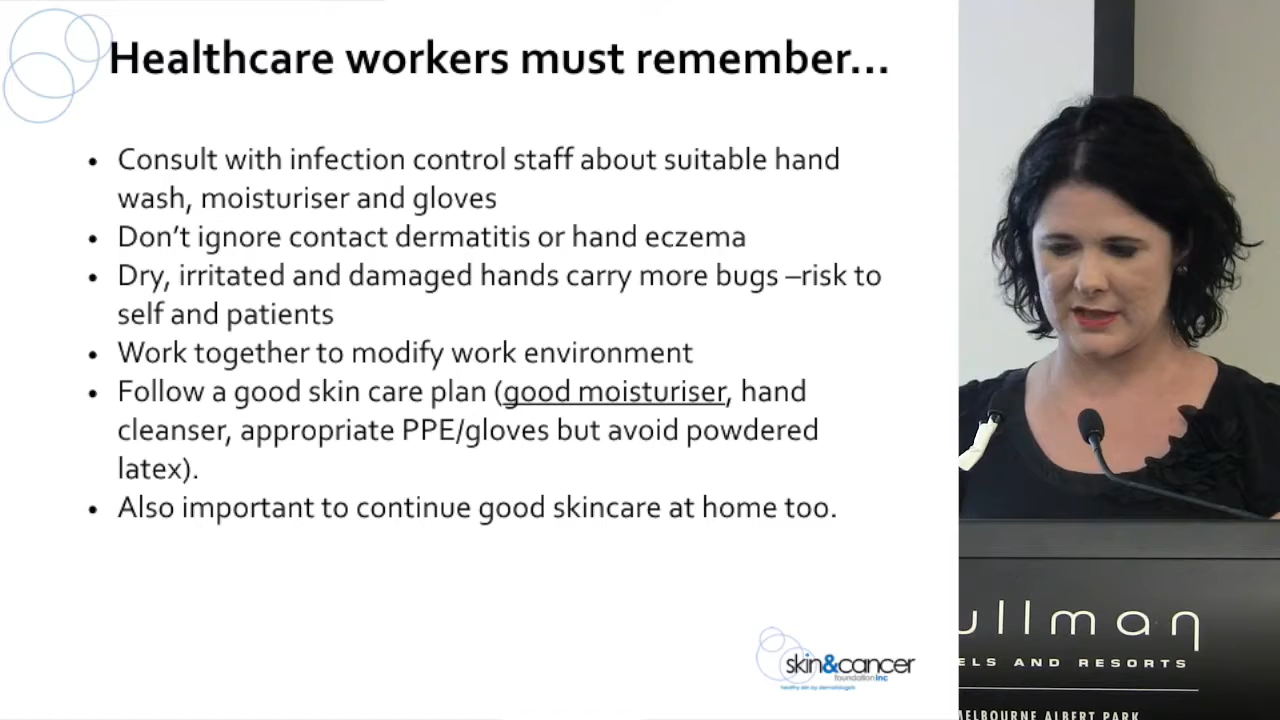 Healthcare workers must remember...
• Consult with infection control staff about suitable hand
wash, moisturiser and gloves
• Don't ignore contact dermatitis or hand eczema
• Dry, irritated and damaged hands carry more bugs –risk to
self and patients
• Work together to modify work environment
• Follow a good skin care plan (good moisturiser, hand
cleanser, appropriate PPE/gloves but avoid powdered
latex).
• Also important to continue good skincare at home too.
skin&cancer
foundation inc
healthy skin by dermatologists
ullman
ELS AND RESORTS
MELBOURNE ALBERT PARK